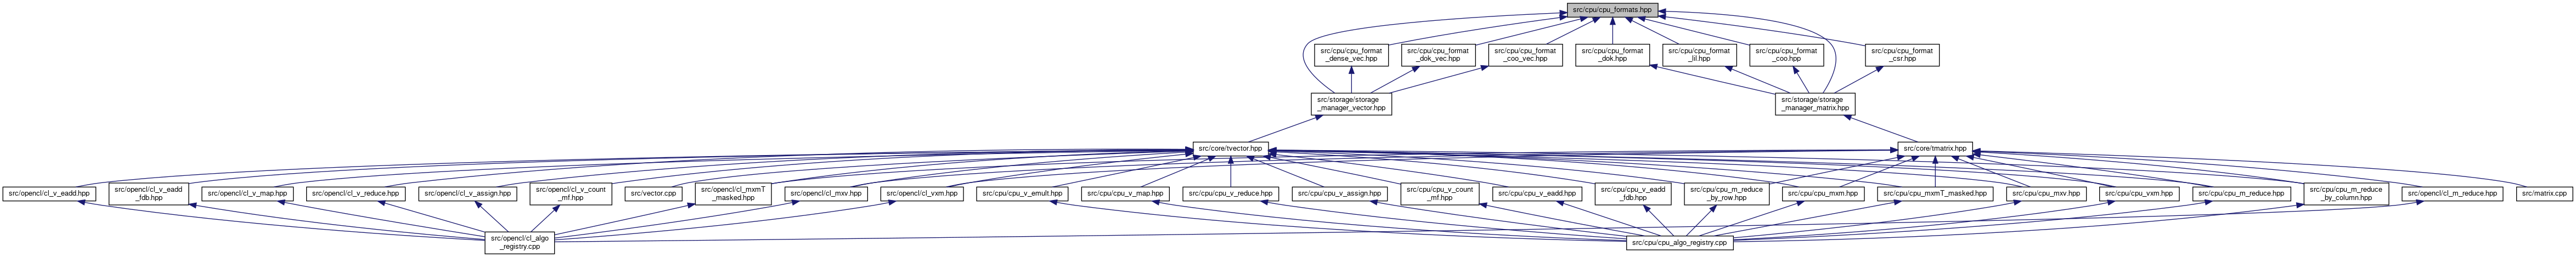 src/cpu/cpu_formats.hpp
src/cpu/cpu_format
_dense_vec.hpp
src/cpu/cpu_format
_dok_vec.hpp
src/cpu/cpu_format
_coo_vec.hpp
src/cpu/cpu_format
_dok.hpp
src/cpu/cpu_format
_lil.hpp
src/cpu/cpu_format
_coo.hpp
src/cpu/cpu_format
_csr.hpp
src/storage/storage
_manager_vector.hpp
src/storage/storage
_manager_matrix.hpp
src/core/tvector.hpp
src/core/tmatrix.hpp
src/opencl/cl_v_eadd.hpp
src/opencl/cl_v_eadd
_fdb.hpp
src/opencl/cl_v_map.hpp
src/opencl/cl_v_reduce.hpp
src/opencl/cl_v_assign.hpp
src/opencl/cl_v_count
_mf.hpp
src/vector.cpp
src/opencl/cl_mxmT
_masked.hpp
src/opencl/cl_mxv.hpp
src/opencl/cl_vxm.hpp
src/cpu/cpu_v_emult.hpp
src/cpu/cpu_v_map.hpp
src/cpu/cpu_v_reduce.hpp
src/cpu/cpu_v_assign.hpp
src/cpu/cpu_v_count
_mf.hpp
src/cpu/cpu_v_eadd.hpp
src/cpu/cpu_v_eadd
_fdb.hpp
src/cpu/cpu_m_reduce
_by_row.hpp
src/cpu/cpu_mxm.hpp
src/cpu/cpu_mxmT_masked.hpp
src/cpu/cpu_mxv.hpp
src/cpu/cpu_vxm.hpp
src/cpu/cpu_m_reduce.hpp
src/cpu/cpu_m_reduce
_by_column.hpp
src/opencl/cl_m_reduce.hpp
src/matrix.cpp
src/opencl/cl_algo
_registry.cpp
src/cpu/cpu_algo_registry.cpp